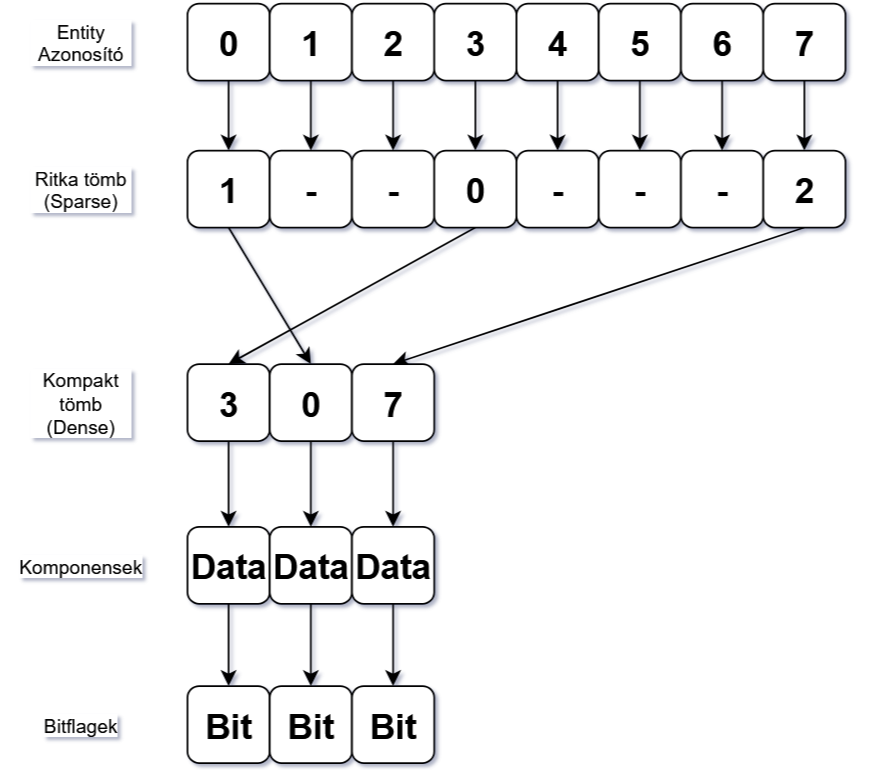 Entity
Azonosító
0 1 2 3 4 5 6 7
Ritka tömb
(Sparse)
1 - - 0 - - - 2
Kompakt
tömb
(Dense)
3 0 7
Komponensek
Data Data Data
Bitflagek
Bit Bit Bit